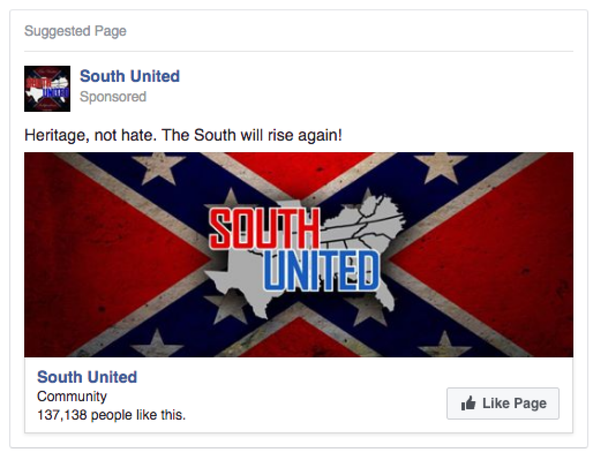 Suggested Page
South United
Sponsored
Heritage, not hate. The South will rise again!
SOUTH
UNITED
South United
Community
137,138 people like this.
Like Page